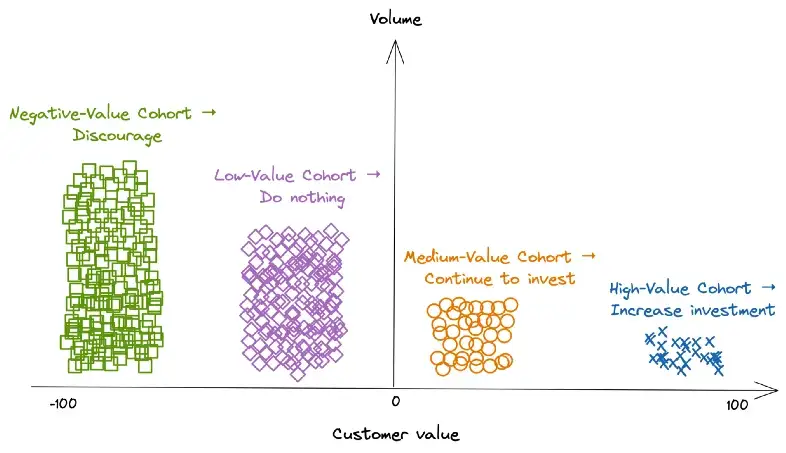 Volume
Negative-Value Cohort →
Discourage
Low-Value Cohort →
Do nothing
Medium-Value Cohort →
Continue to invest
High-Value Cohort →
Increase investment
-100
0
100
Customer value